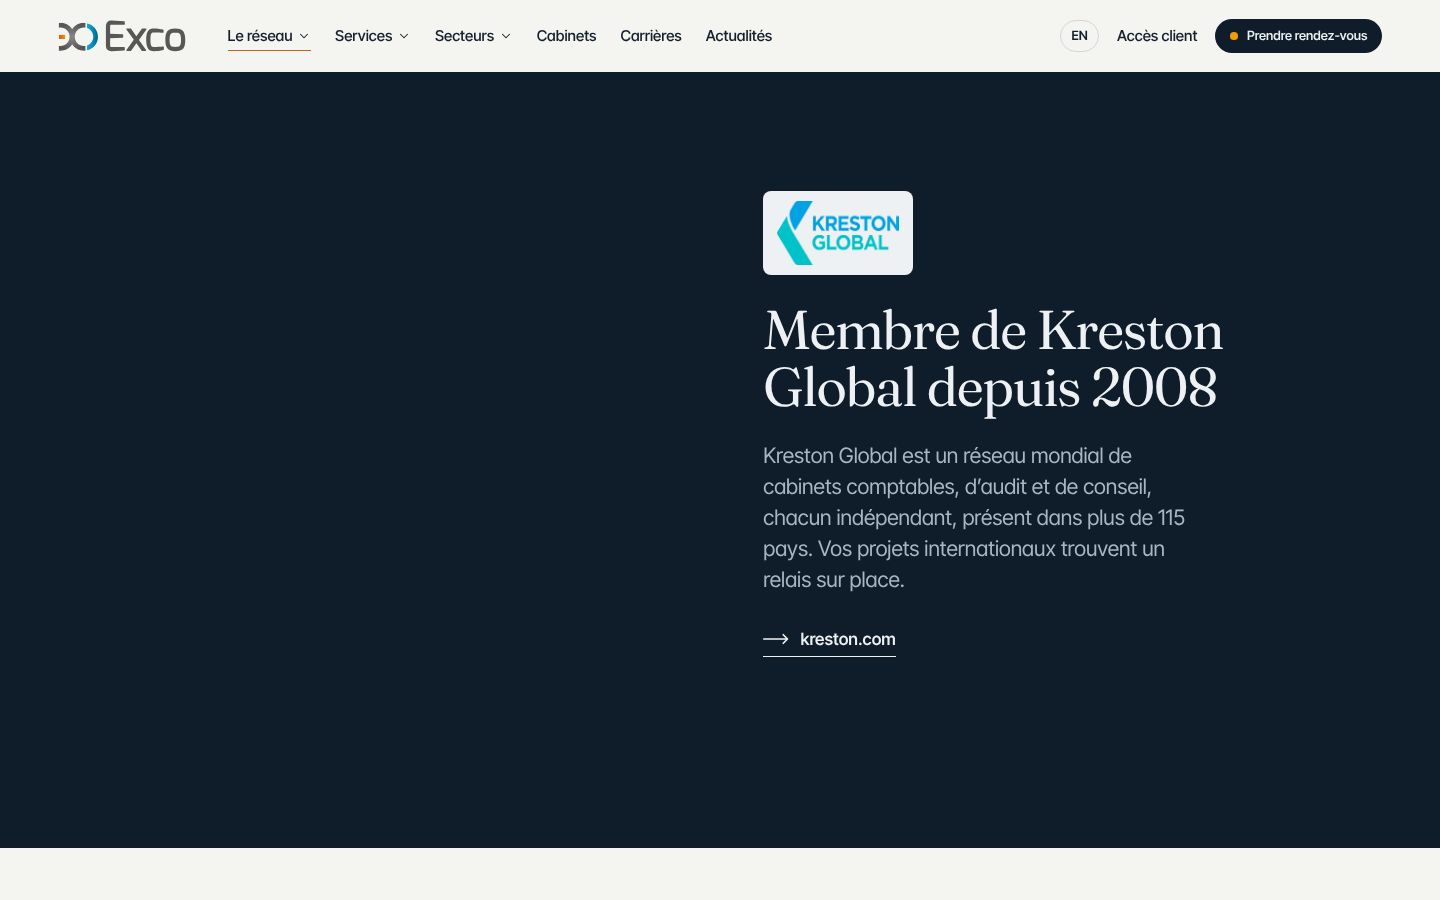 Exco
Le réseau
Services
Secteurs
Cabinets
Carrières
Actualités
EN
Accès client
Prendre rendez-vous
KRESTON
GLOBAL
Membre de Kreston
Global depuis 2008
Kreston Global est un réseau mondial de
cabinets comptables, d’audit et de conseil,
chacun indépendant, présent dans plus de 115
pays. Vos projets internationaux trouvent un
relais sur place.
kreston.com